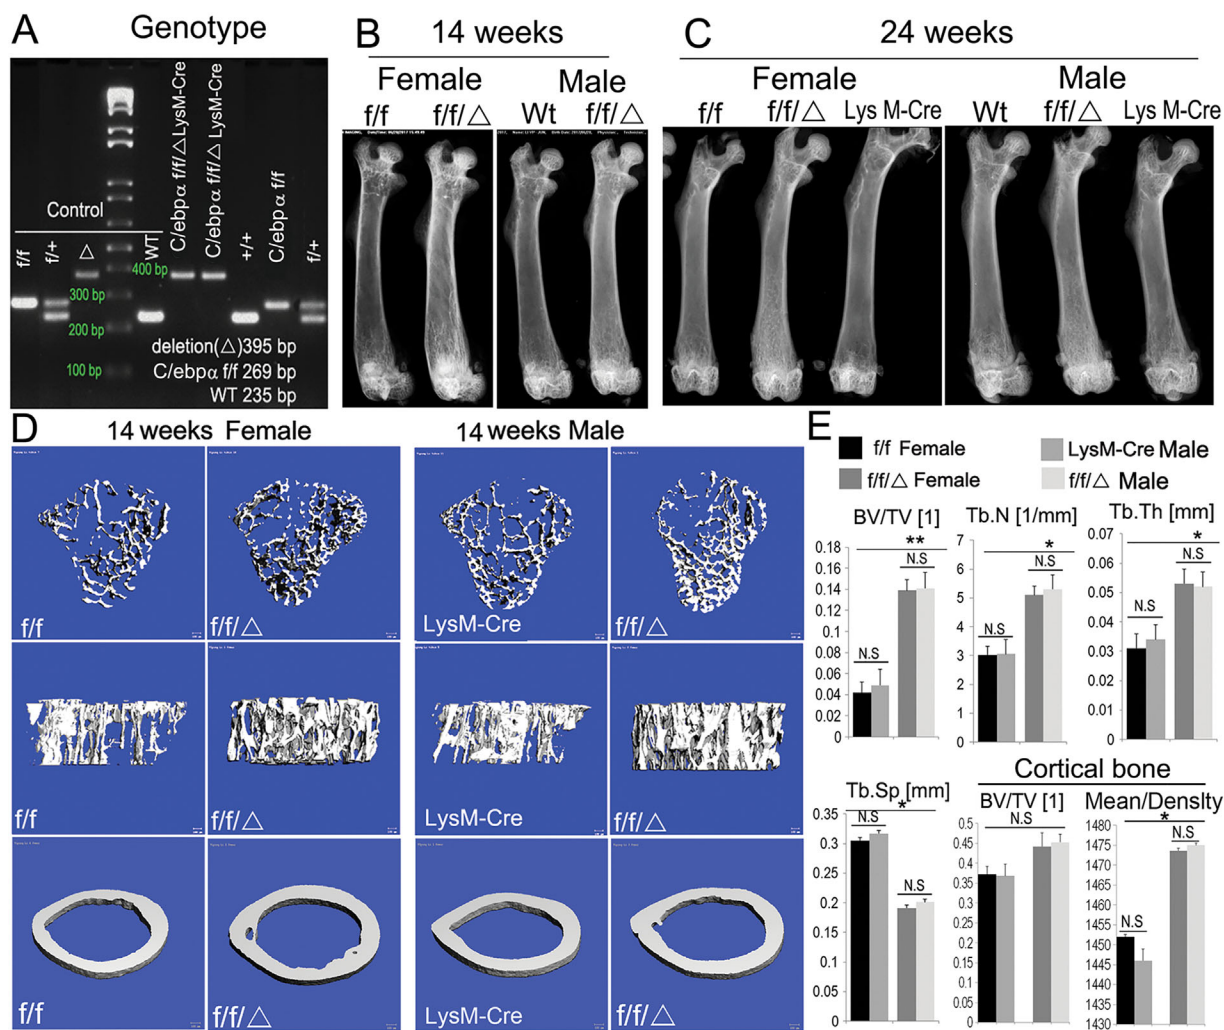 A
Genotype
Control
f/f
f/+
△
WT
C/ebpα f/f/△ LysM-Cre
C/ebpα f/f/△ LysM-Cre
+/+
C/ebpα f/f
f/+
400 bp
300 bp
200 bp
100 bp
deletion(△)395 bp
C/ebpα f/f 269 bp
WT 235 bp
B
14 weeks
Female
Male
f/f
f/f/△
Wt
f/f/△
C
24 weeks
Female
Male
f/f
f/f/△
Lys M-Cre
Wt
f/f/△
Lys M-Cre
D
14 weeks Female
14 weeks Male
f/f
f/f/△
LysM-Cre
f/f/△
f/f
f/f/△
LysM-Cre
f/f/△
f/f
f/f/△
LysM-Cre
f/f/△
E
f/f Female
LysM-Cre Male
f/f/△ Female
f/f/△ Male
BV/TV [1]
**
N.S
N.S
0.18
0.16
0.14
0.12
0.1
0.08
0.06
0.04
0.02
0
Tb.N [1/mm]
*
N.S
N.S
7
6
5
4
3
2
1
0
Tb.Th [mm]
*
N.S
N.S
0.07
0.06
0.05
0.04
0.03
0.02
0.01
0
Tb.Sp [mm]
*
N.S
N.S
0.35
0.3
0.25
0.2
0.15
0.1
0.05
0
Cortical bone
BV/TV [1]
N.S
0.5
0.45
0.4
0.35
0.3
0.25
0.2
0.15
0.1
0.05
0
Mean/Denslty
*
N.S
N.S
1480
1475
1470
1465
1460
1455
1450
1445
1440
1435
1430